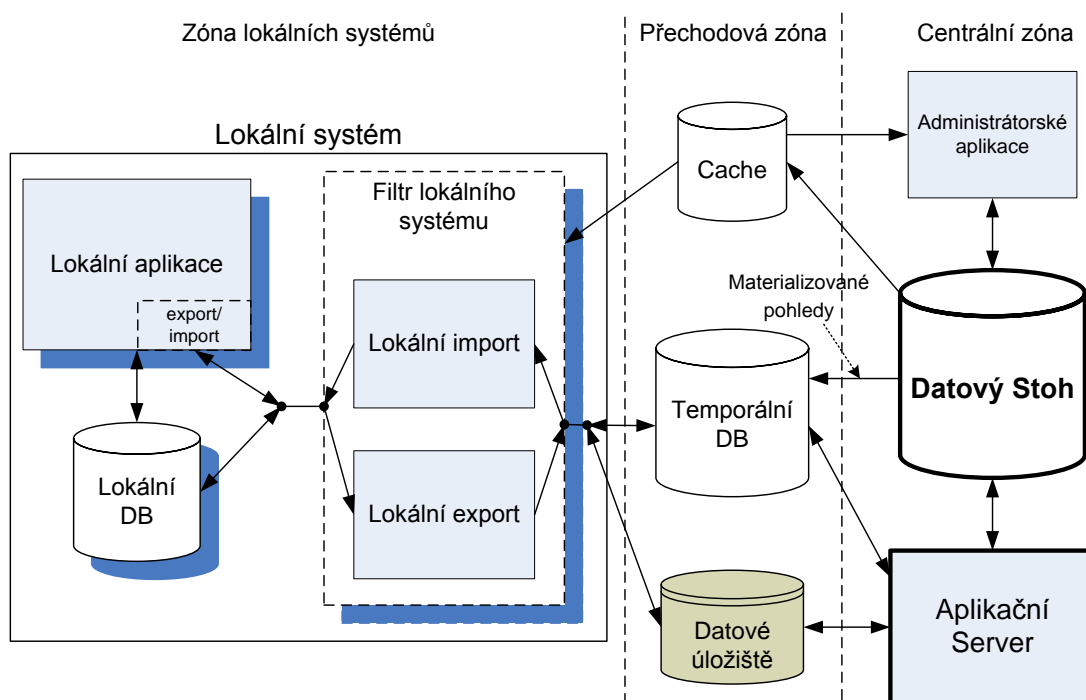 Zóna lokálních systémů
Přechodová zóna
Centrální zóna
Lokální systém
Lokální aplikace
export/
import
Lokální
DB
Filtr lokálního
systému
Lokální import
Lokální export
Cache
Materializované
pohledy
Temporální
DB
Datové
úložiště
Administrátorské
aplikace
Datový Stoh
Aplikační
Server